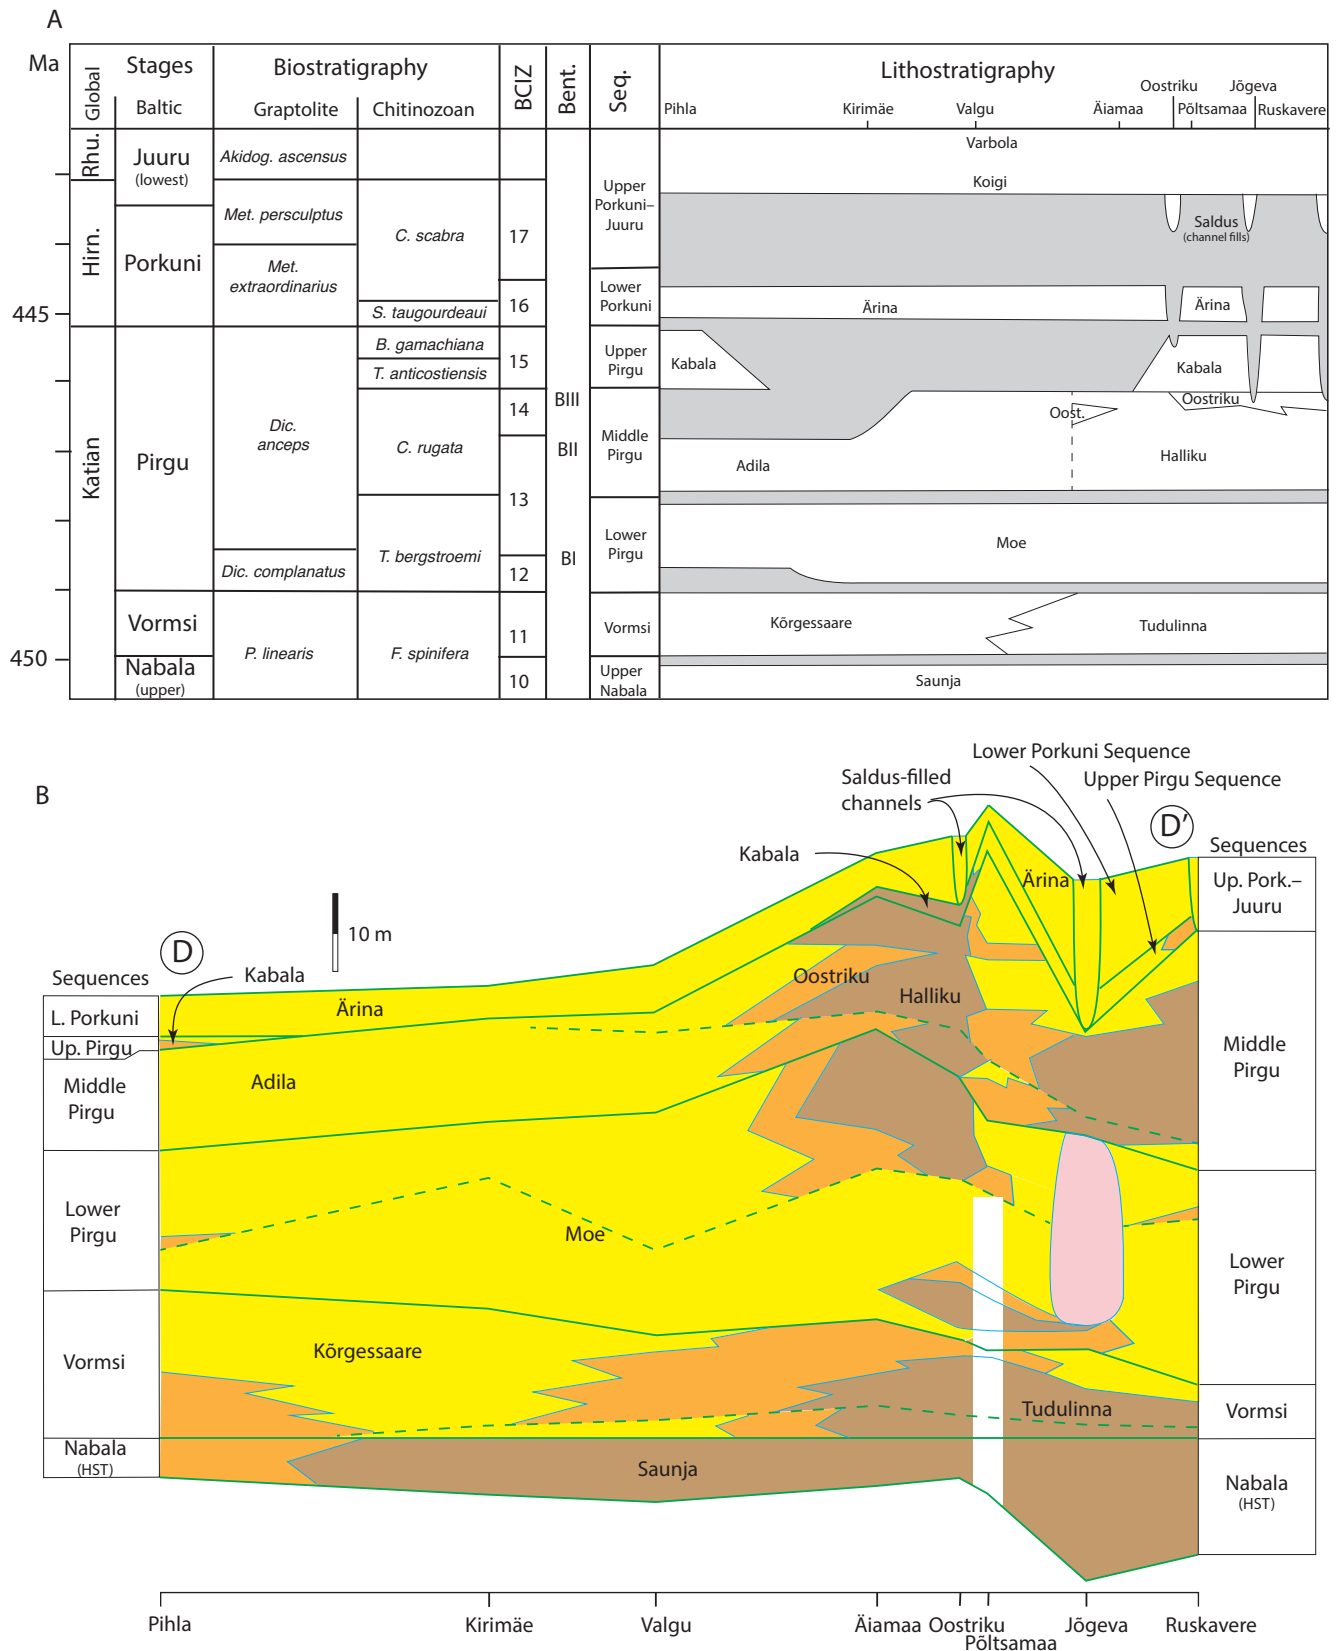 A
Ma
Global
Stages
Baltic
Biostratigraphy
Graptolite
Chitinozoan
BCIZ
Bent.
Seq.
Lithostratigraphy
Pihla
Kirimäe
Valgu
Äiamaa
Oostriku
Põltsamaa
Jõgeva
Ruskavere
445
450
Rhu.
Hirn.
Katian
Juuru
(lowest)
Porkuni
Pirgu
Vormsi
Nabala
(upper)
Akidog. ascensus
Met. persculptus
Met.
extraordinarius
Dic.
anceps
Dic. complanatus
P. linearis
C. scabra
S. taugourdeaui
B. gamachiana
T. anticostiensis
C. rugata
T. bergstroemi
F. spinifera
17
16
15
14
13
12
11
10
BIII
BII
BI
Upper
Porkuni–
Juuru
Lower
Porkuni
Upper
Pirgu
Middle
Pirgu
Lower
Pirgu
Vormsi
Upper
Nabala
Varbola
Koigi
Saldus
(channel fills)
Ärina
Ärina
Kabala
Kabala
Oostriku
Oost.
Adila
Halliku
Moe
Kõrgessaare
Tudulinna
Saunja
B
Lower Porkuni Sequence
Upper Pirgu Sequence
Saldus-filled
channels
Kabala
D'
Sequences
Up. Pork.–
Juuru
Middle
Pirgu
Lower
Pirgu
Vormsi
Nabala
(HST)
10 m
D
Sequences
Kabala
L. Porkuni
Up. Pirgu
Middle
Pirgu
Lower
Pirgu
Vormsi
Nabala
(HST)
Ärina
Ärina
Oostriku
Halliku
Adila
Moe
Kõrgessaare
Tudulinna
Saunja
Pihla
Kirimäe
Valgu
Äiamaa
Oostriku
Põltsamaa
Jõgeva
Ruskavere